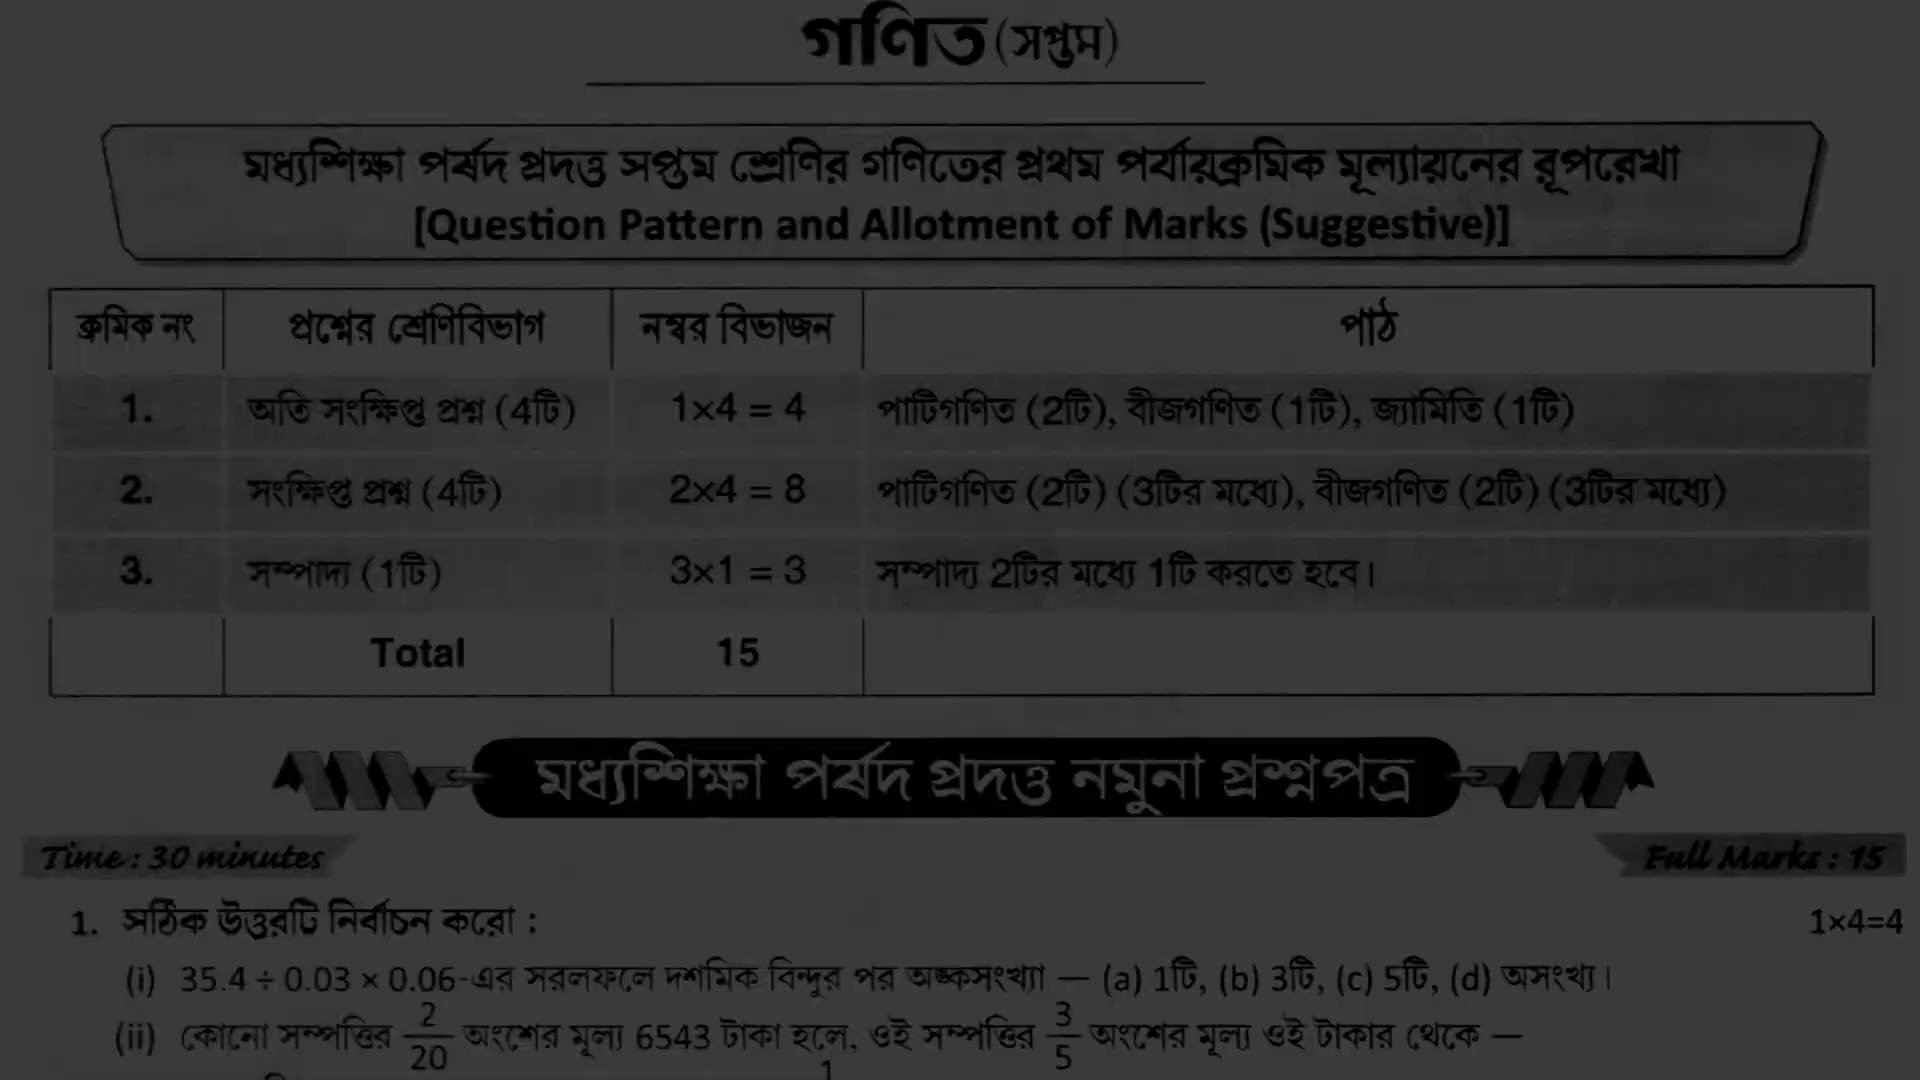 গণিত (সপ্তম)
মধ্যশিক্ষা পর্ষদ প্রদত্ত সপ্তম শ্রেণির গণিতের প্রথম পর্যায়ক্রমিক মূল্যায়নের রূপরেখা
[Question Pattern and Allotment of Marks (Suggestive)]
ক্রমিক নং প্রশ্নের শ্রেণিবিভাগ নম্বর বিভাজন পাঠ
1. অতি সংক্ষিপ্ত প্রশ্ন (4টি) 1×4 = 4 পাটিগণিত (2টি), বীজগণিত (1টি), জ্যামিতি (1টি)
2. সংক্ষিপ্ত প্রশ্ন (4টি) 2×4 = 8 পাটিগণিত (2টি) (3টির মধ্যে), বীজগণিত (2টি) (3টির মধ্যে)
3. সম্পাদ্য (1টি) 3×1 = 3 সম্পাদ্য 2টির মধ্যে 1টি করতে হবে।
Total 15
মধ্যশিক্ষা পর্ষদ প্রদত্ত নমুনা প্রশ্নপত্র
Time : 30 minutes Full Marks : 15
1. সঠিক উত্তরটি নির্বাচন করো : 1×4=4
(i) 35.4 ÷ 0.03 × 0.06-এর সরলফলে দশমিক বিন্দুর পর অঙ্কসংখ্যা — (a) 1টি, (b) 3টি, (c) 5টি, (d) অসংখ্য।
(ii) কোনো সম্পত্তির 2/20 অংশের মূল্য 6543 টাকা হলে, ওই সম্পত্তির 3/5 অংশের মূল্য ওই টাকার থেকে —